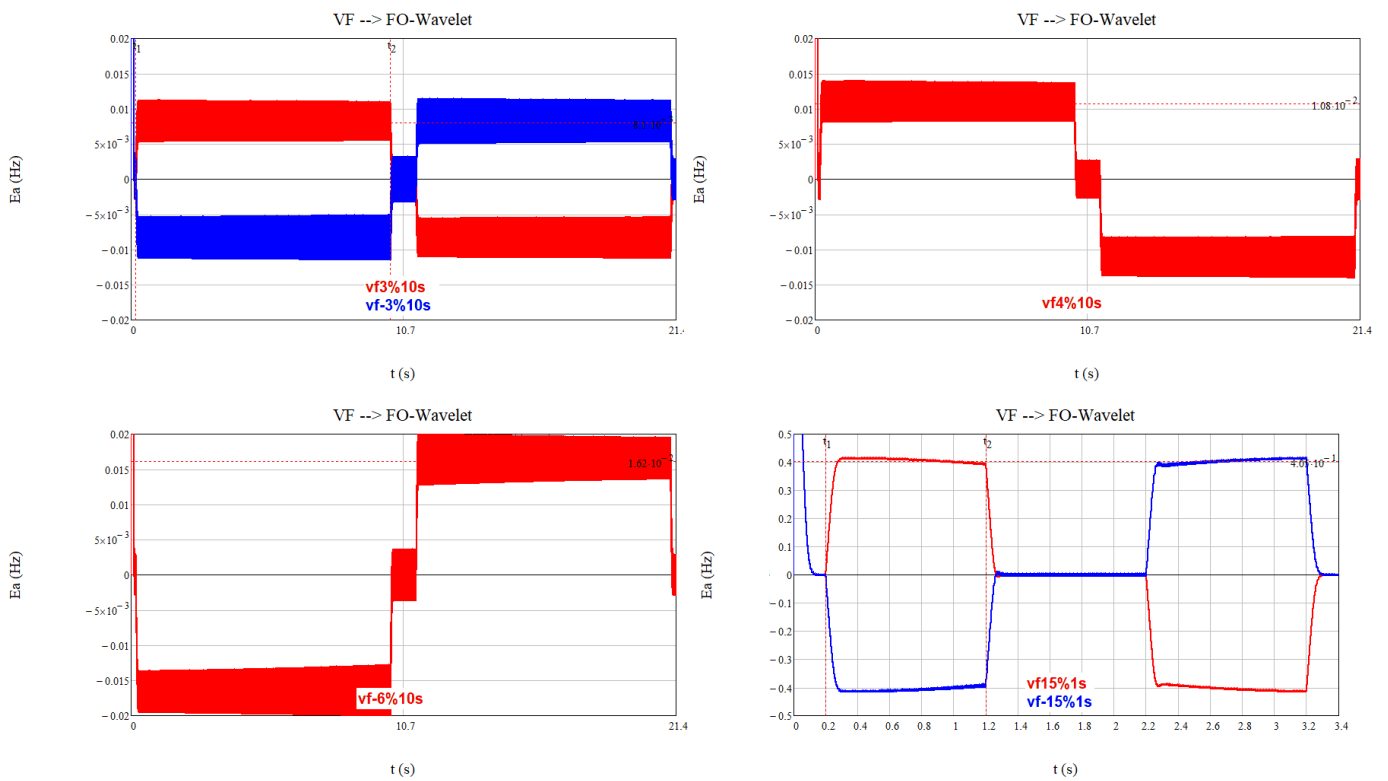 VF --> FO-Wavelet
0.02
t1
t2
0.015
0.01
5×10−3
0
−5×10−3
−0.01
−0.015
−0.02
Ea (Hz)
vf3%10s
vf-3%10s
0
10.7
21.4
t (s)
VF --> FO-Wavelet
0.02
0.015
0.01
1.08·10−2
5×10−3
0
−5×10−3
−0.01
−0.015
−0.02
Ea (Hz)
vf4%10s
0
10.7
21.4
t (s)
VF --> FO-Wavelet
0.02
0.015
1.62·10−2
0.01
5×10−3
0
−5×10−3
−0.01
−0.015
−0.02
Ea (Hz)
vf-6%10s
0
10.7
21.4
t (s)
VF --> FO-Wavelet
0.5
t1
t2
0.4
0.3
0.2
0.1
0
−0.1
−0.2
−0.3
−0.4
−0.5
Ea (Hz)
vf15%1s
vf-15%1s
0 0.2 0.4 0.6 0.8 1 1.2 1.4 1.6 1.8 2 2.2 2.4 2.6 2.8 3 3.2 3.4
t (s)